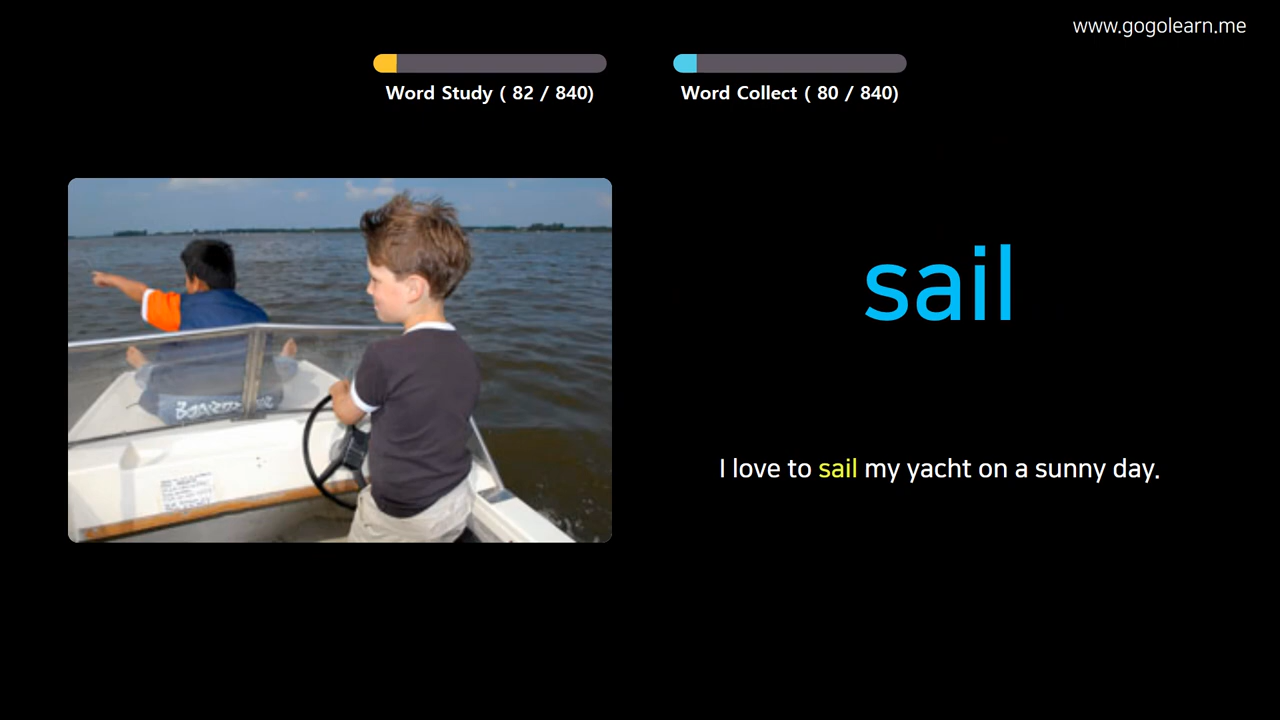 www.gogolearn.me
Word Study ( 82 / 840)
Word Collect ( 80 / 840)
sail
I love to sail my yacht on a sunny day.